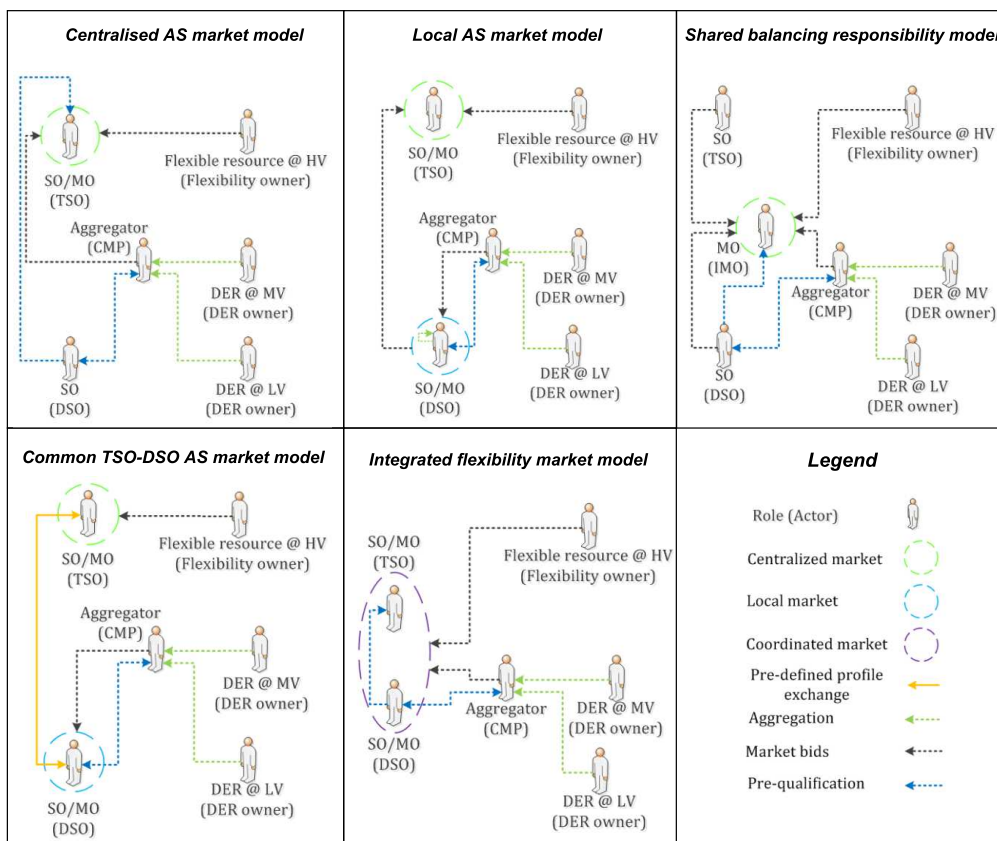 Centralised AS market model
SO/MO
(TSO)
Flexible resource @ HV
(Flexibility owner)
Aggregator
(CMP)
DER @ MV
(DER owner)
SO
(DSO)
DER @ LV
(DER owner)
Local AS market model
SO/MO
(TSO)
Flexible resource @ HV
(Flexibility owner)
Aggregator
(CMP)
DER @ MV
(DER owner)
SO/MO
(DSO)
DER @ LV
(DER owner)
Shared balancing responsibility model
SO
(TSO)
Flexible resource @ HV
(Flexibility owner)
MO
(IMO)
Aggregator
(CMP)
DER @ MV
(DER owner)
SO
(DSO)
DER @ LV
(DER owner)
Common TSO-DSO AS market model
SO/MO
(TSO)
Flexible resource @ HV
(Flexibility owner)
Aggregator
(CMP)
DER @ MV
(DER owner)
SO/MO
(DSO)
DER @ LV
(DER owner)
Integrated flexibility market model
SO/MO
(TSO)
Flexible resource @ HV
(Flexibility owner)
Aggregator
(CMP)
DER @ MV
(DER owner)
SO/MO
(DSO)
DER @ LV
(DER owner)
Legend
Role (Actor)
Centralized market
Local market
Coordinated market
Pre-defined profile
exchange
Aggregation
Market bids
Pre-qualification